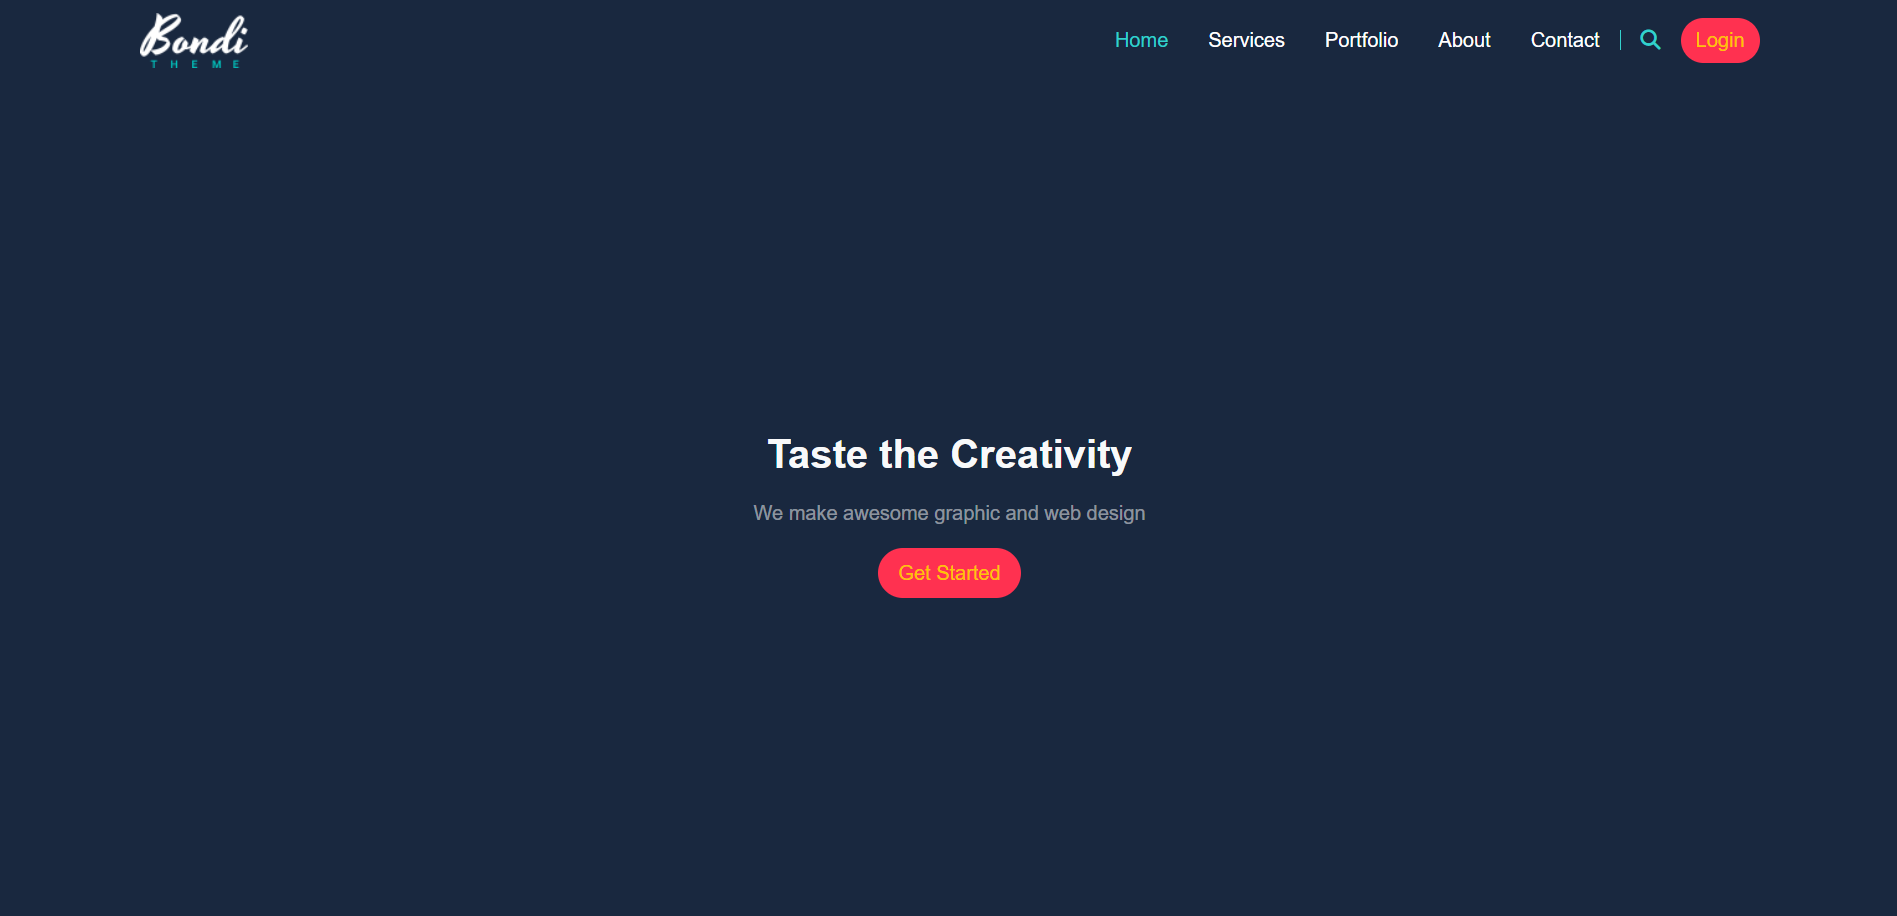 Bondi
THEME
Home Services Portfolio About Contact Login
Taste the Creativity
We make awesome graphic and web design
Get Started